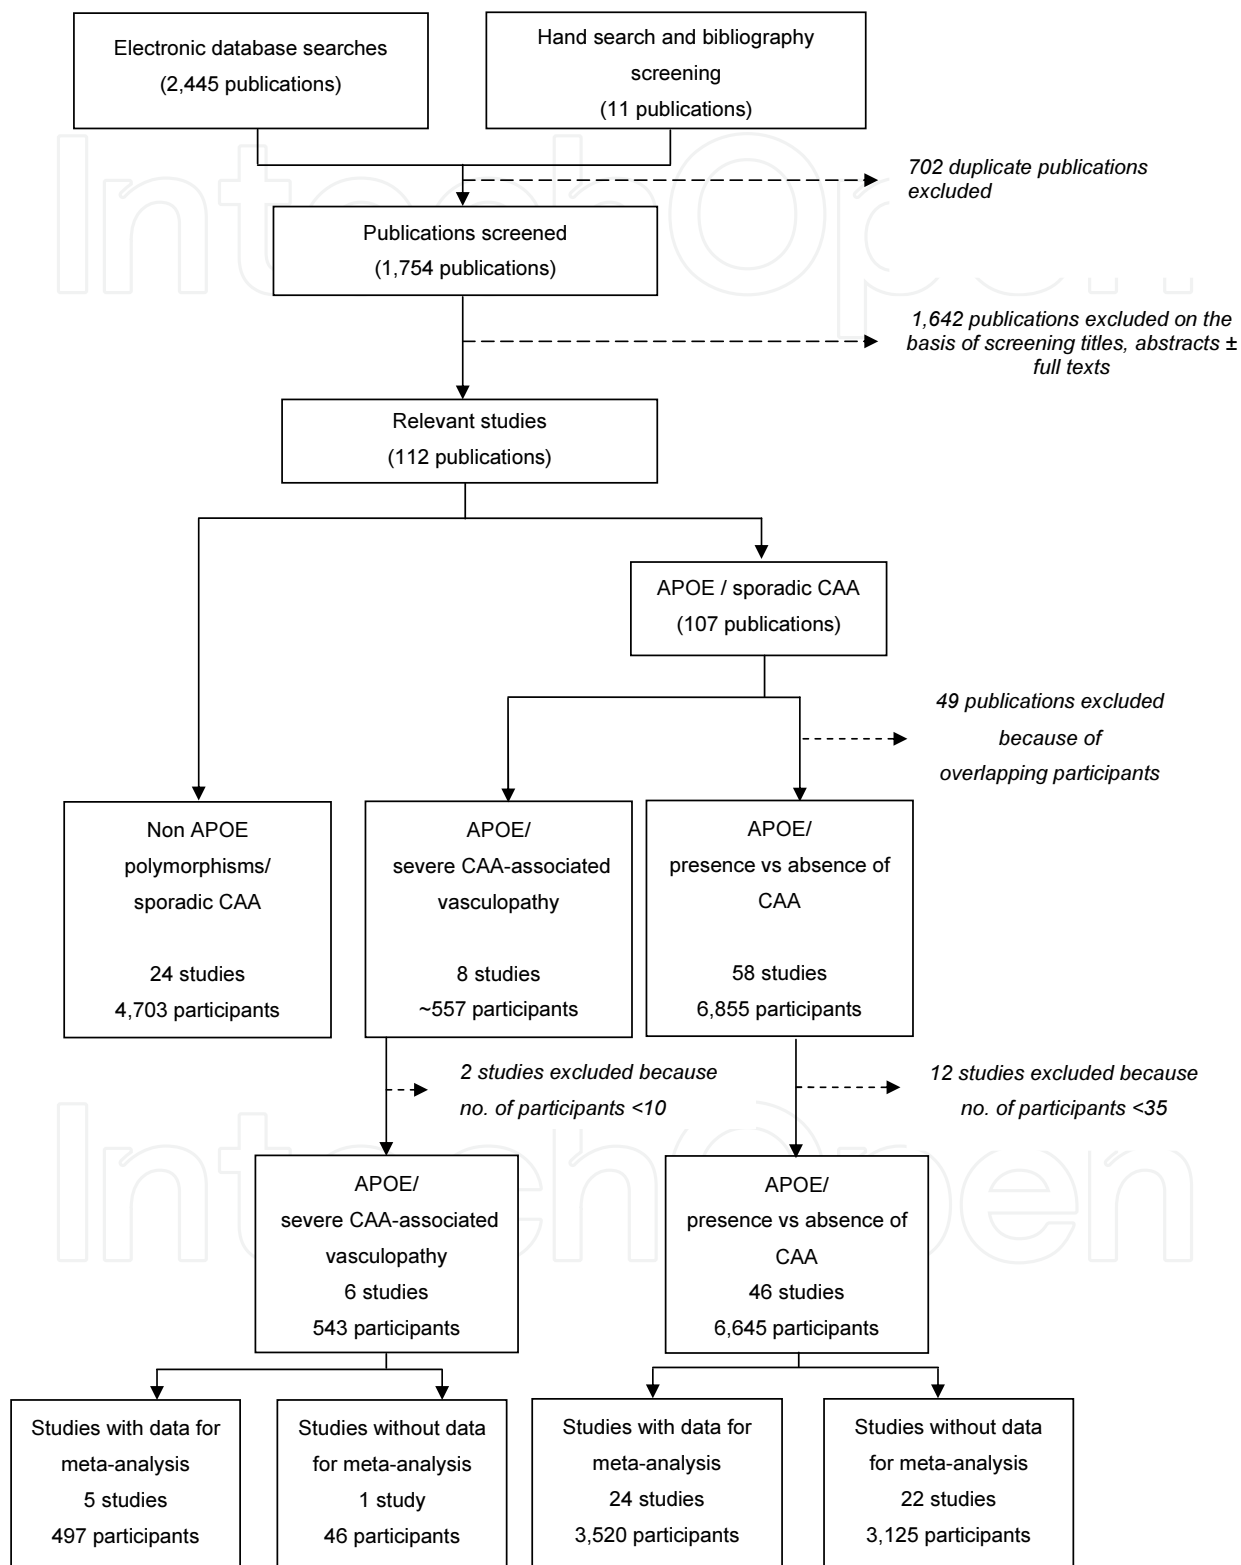 Electronic database searches
(2,445 publications)
Hand search and bibliography
screening
(11 publications)
702 duplicate publications
excluded
Publications screened
(1,754 publications)
1,642 publications excluded on the
basis of screening titles, abstracts ±
full texts
Relevant studies
(112 publications)
APOE / sporadic CAA
(107 publications)
49 publications excluded
because of
overlapping participants
Non APOE
polymorphisms/
sporadic CAA
24 studies
4,703 participants
APOE/
severe CAA-associated
vasculopathy
8 studies
~557 participants
APOE/
presence vs absence of
CAA
58 studies
6,855 participants
2 studies excluded because
no. of participants <10
12 studies excluded because
no. of participants <35
APOE/
severe CAA-associated
vasculopathy
6 studies
543 participants
APOE/
presence vs absence of
CAA
46 studies
6,645 participants
Studies with data for
meta-analysis
5 studies
497 participants
Studies without data
for meta-analysis
1 study
46 participants
Studies with data for
meta-analysis
24 studies
3,520 participants
Studies without data
for meta-analysis
22 studies
3,125 participants
IntechOpen
IntechOpen